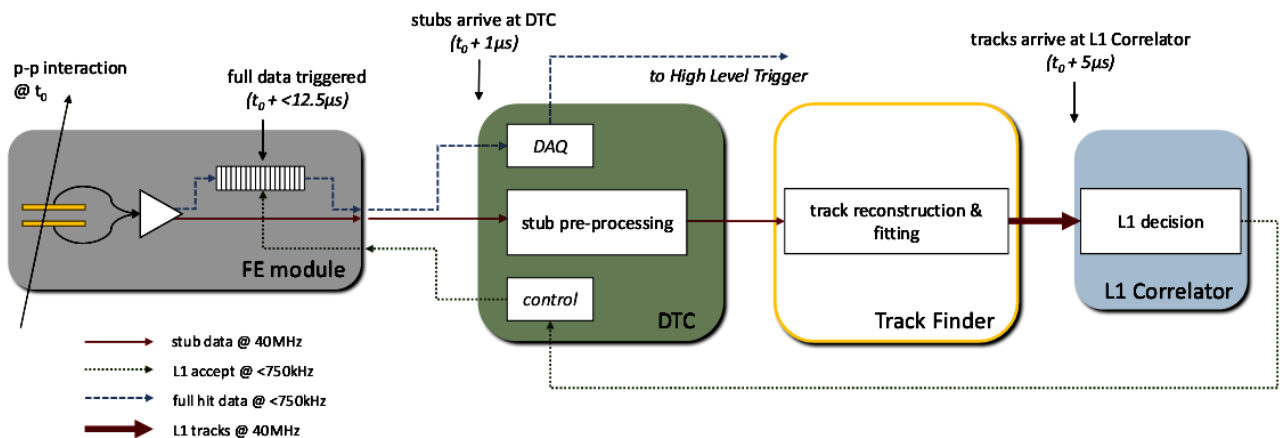 stubs arrive at DTC
(t₀ + 1µs)
tracks arrive at L1 Correlator
(t₀ + 5µs)
p-p interaction
@ t₀
full data triggered
(t₀ + <12.5µs)
to High Level Trigger
DAQ
stub pre-processing
track reconstruction &
fitting
L1 decision
FE module
control
DTC
Track Finder
L1 Correlator
stub data @ 40MHz
L1 accept @ <750kHz
full hit data @ <750kHz
L1 tracks @ 40MHz